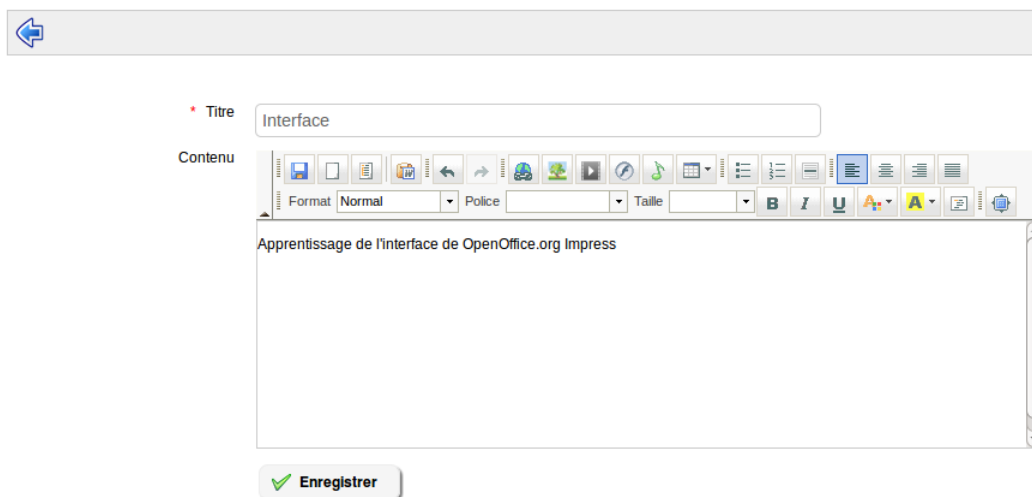 * Titre
Interface
Contenu
Format Normal Police Taille
B I U A A
Apprentissage de l'interface de OpenOffice.org Impress
Enregistrer